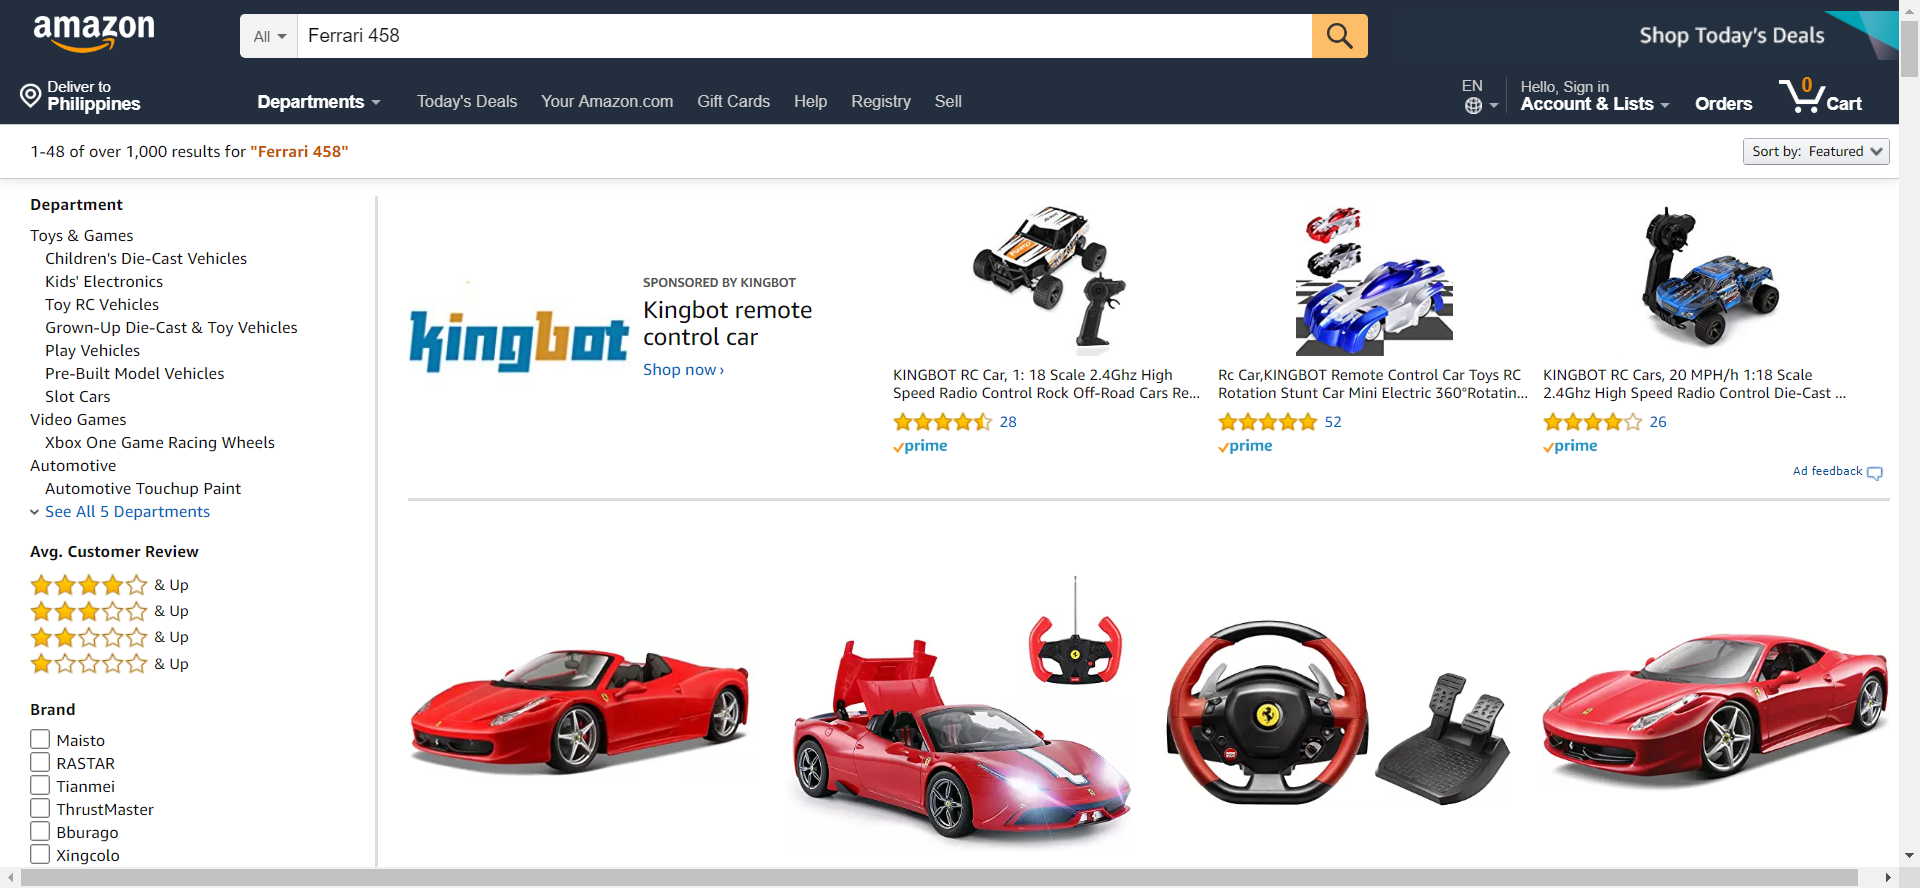 amazon
All
Ferrari 458
Shop Today's Deals
Deliver to
Philippines
Departments
Today's Deals
Your Amazon.com
Gift Cards
Help
Registry
Sell
EN
Hello, Sign in
Account & Lists
Orders
0
Cart
1-48 of over 1,000 results for "Ferrari 458"
Sort by: Featured
Department
Toys & Games
Children's Die-Cast Vehicles
Kids' Electronics
Toy RC Vehicles
Grown-Up Die-Cast & Toy Vehicles
Play Vehicles
Pre-Built Model Vehicles
Slot Cars
Video Games
Xbox One Game Racing Wheels
Automotive
Automotive Touchup Paint
See All 5 Departments
Avg. Customer Review
& Up
& Up
& Up
& Up
Brand
Maisto
RASTAR
Tianmei
ThrustMaster
Bburago
Xingcolo
kingbot
SPONSORED BY KINGBOT
Kingbot remote
control car
Shop now ›
KINGBOT RC Car, 1: 18 Scale 2.4Ghz High
Speed Radio Control Rock Off-Road Cars Re...
28
prime
Rc Car,KINGBOT Remote Control Car Toys RC
Rotation Stunt Car Mini Electric 360°Rotatin...
52
prime
KINGBOT RC Cars, 20 MPH/h 1:18 Scale
2.4Ghz High Speed Radio Control Die-Cast ...
26
prime
Ad feedback